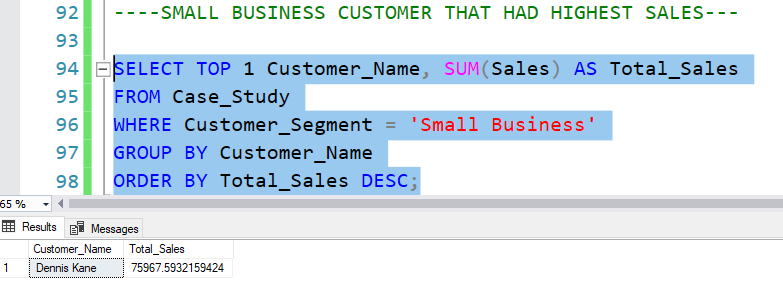 92 ----SMALL BUSINESS CUSTOMER THAT HAD HIGHEST SALES---
93
94 SELECT TOP 1 Customer_Name, SUM(Sales) AS Total_Sales
95 FROM Case_Study
96 WHERE Customer_Segment = 'Small Business'
97 GROUP BY Customer_Name
98 ORDER BY Total_Sales DESC;
65 %
Results Messages
Customer_Name Total_Sales
1 Dennis Kane 75967.5932159424